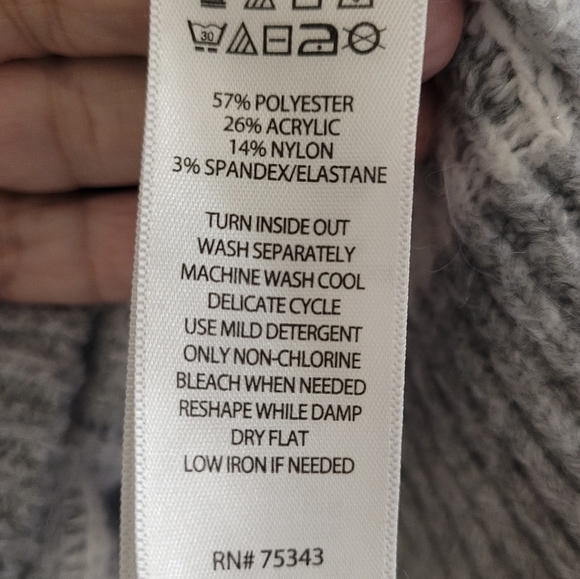 30
57% POLYESTER
26% ACRYLIC
14% NYLON
3% SPANDEX/ELASTANE
TURN INSIDE OUT
WASH SEPARATELY
MACHINE WASH COOL
DELICATE CYCLE
USE MILD DETERGENT
ONLY NON-CHLORINE
BLEACH WHEN NEEDED
RESHAPE WHILE DAMP
DRY FLAT
LOW IRON IF NEEDED
RN# 75343